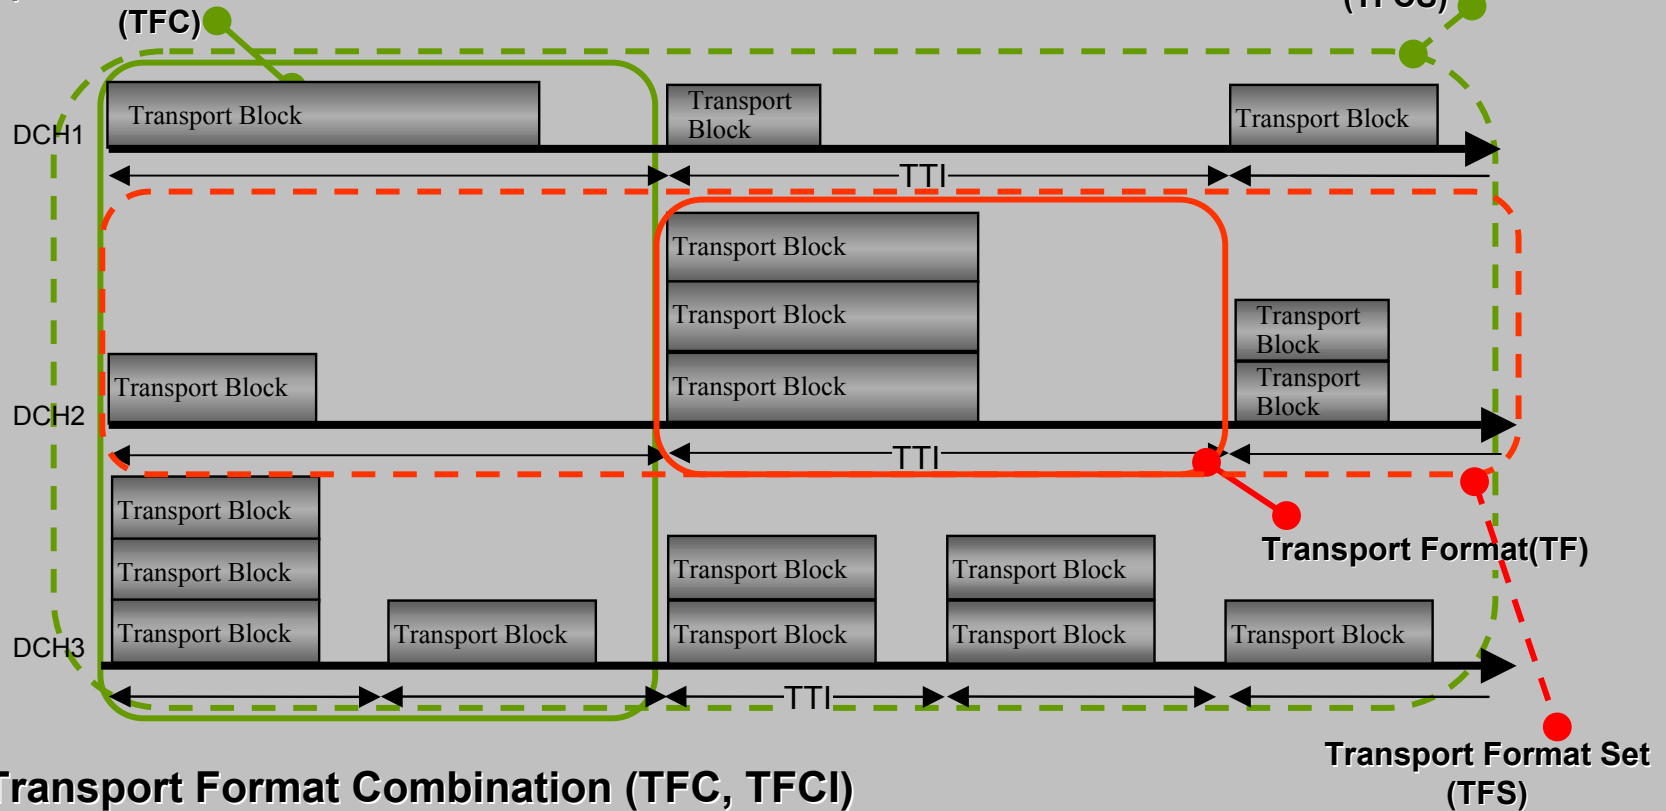 (TFC)
(TFCS)
DCH1
Transport Block
Transport
Block
Transport Block
TTI
Transport Block
Transport Block
Transport Block
Transport Block
Transport
Block
Transport
Block
DCH2
TTI
Transport Block
Transport Block
Transport Block
Transport Block
Transport Block
Transport Block
Transport Block
Transport Block
Transport Block
Transport Format(TF)
DCH3
TTI
Transport Format Set
(TFS)
Transport Format Combination (TFC, TFCI)